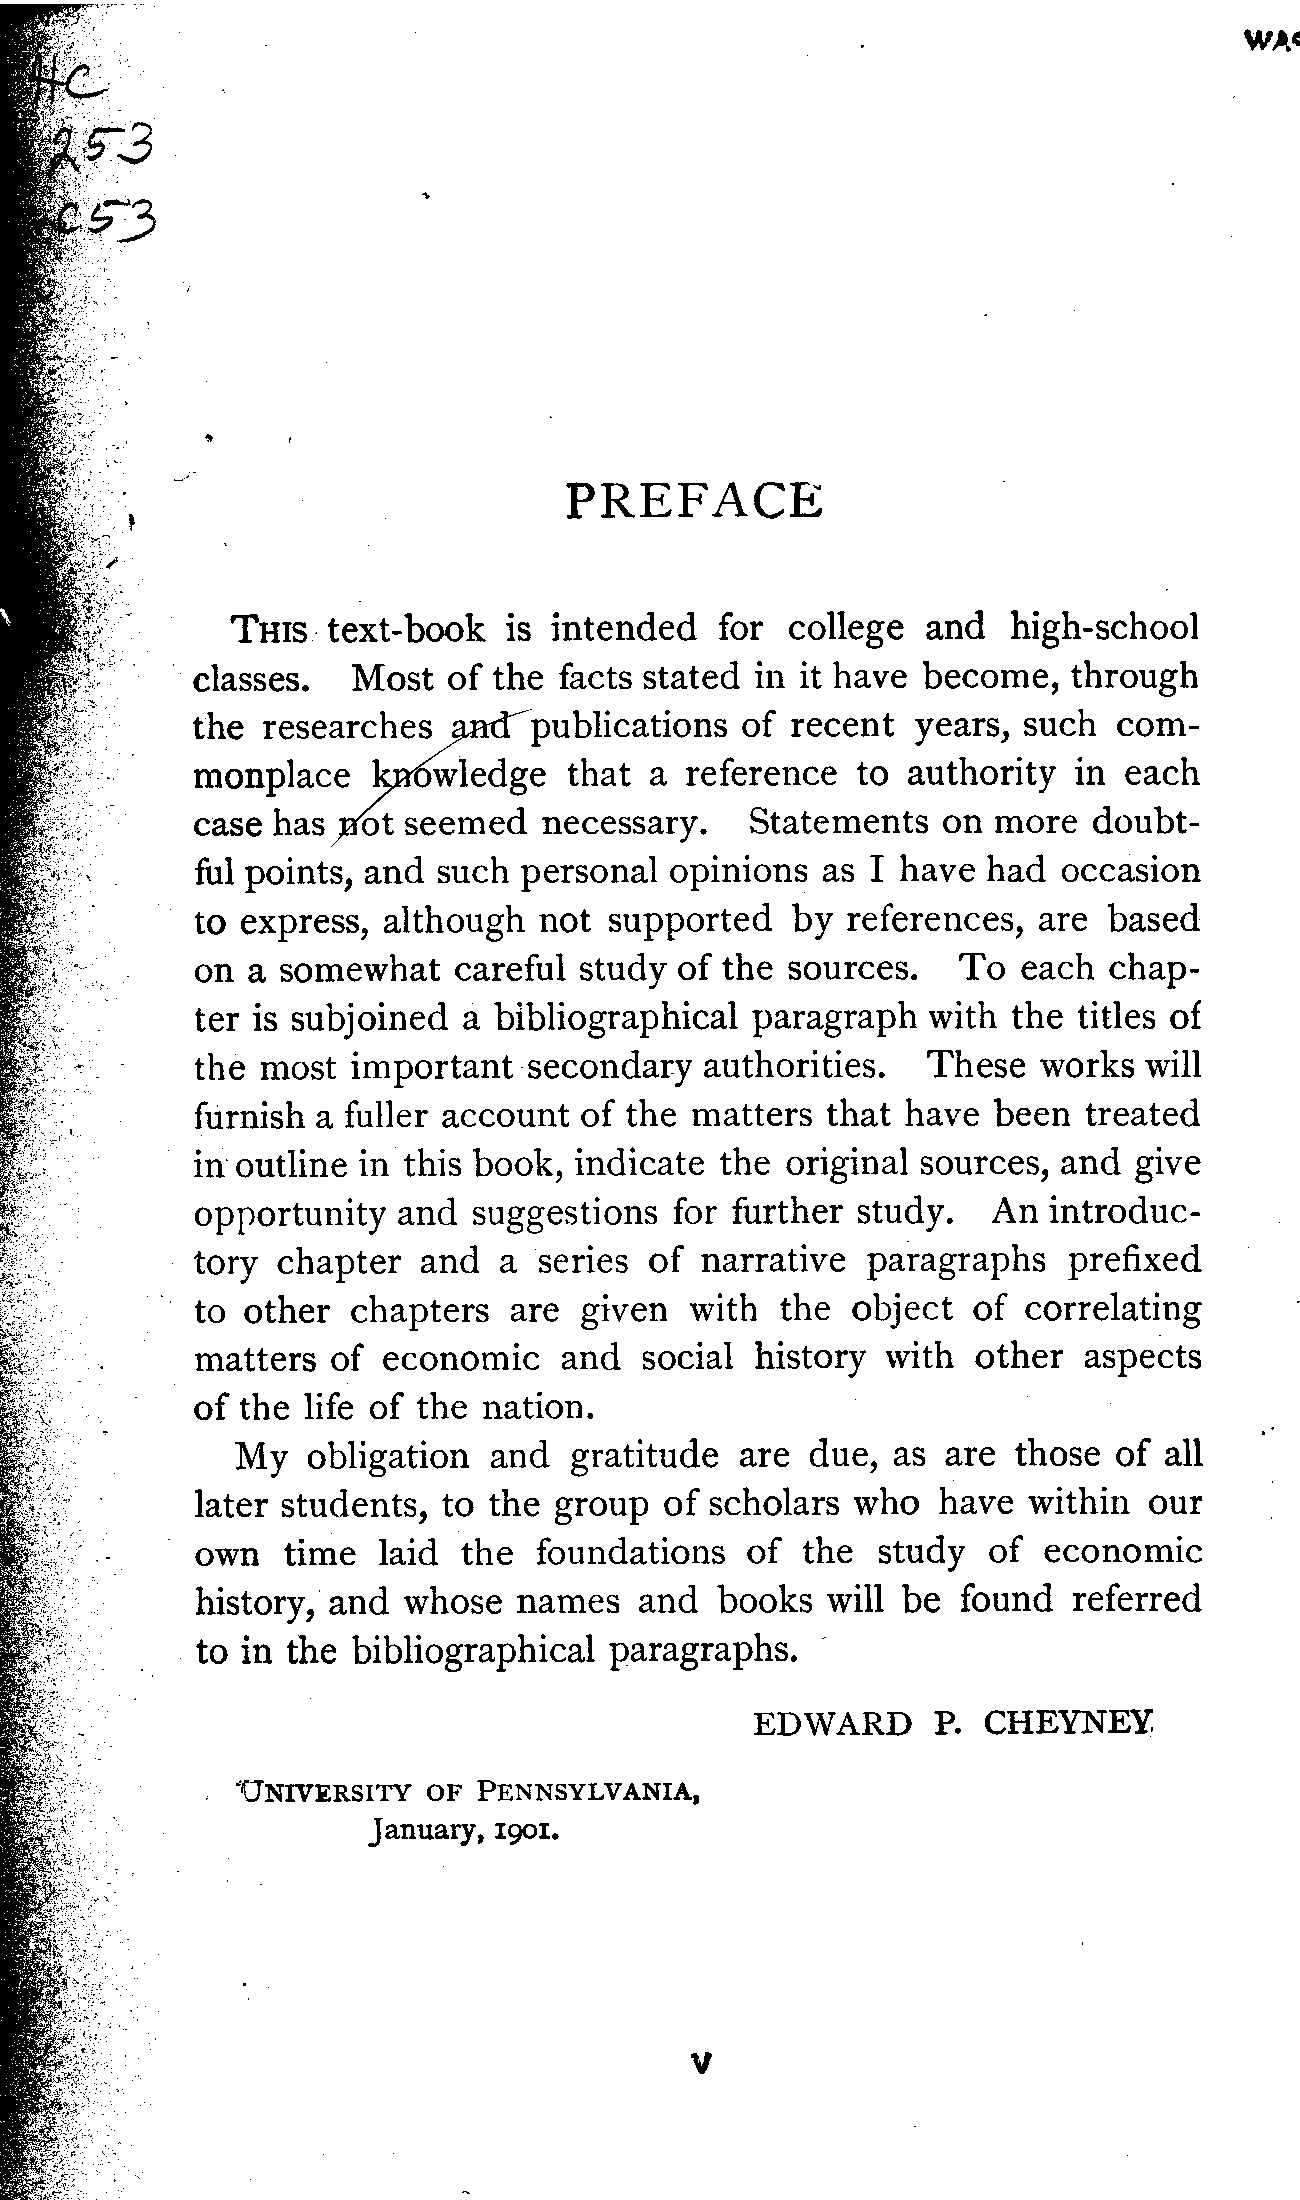 WAS
HC
253
.C53
PREFACE
THIS text-book is intended for college and high-school
classes. Most of the facts stated in it have become, through
the researches and publications of recent years, such com-
monplace knowledge that a reference to authority in each
case has not seemed necessary. Statements on more doubt-
ful points, and such personal opinions as I have had occasion
to express, although not supported by references, are based
on a somewhat careful study of the sources. To each chap-
ter is subjoined a bibliographical paragraph with the titles of
the most important secondary authorities. These works will
furnish a fuller account of the matters that have been treated
in outline in this book, indicate the original sources, and give
opportunity and suggestions for further study. An introduc-
tory chapter and a series of narrative paragraphs prefixed
to other chapters are given with the object of correlating
matters of economic and social history with other aspects
of the life of the nation.
My obligation and gratitude are due, as are those of all
later students, to the group of scholars who have within our
own time laid the foundations of the study of economic
history, and whose names and books will be found referred
to in the bibliographical paragraphs.
EDWARD P. CHEYNEY.
UNIVERSITY OF PENNSYLVANIA,
January, 1901.
v